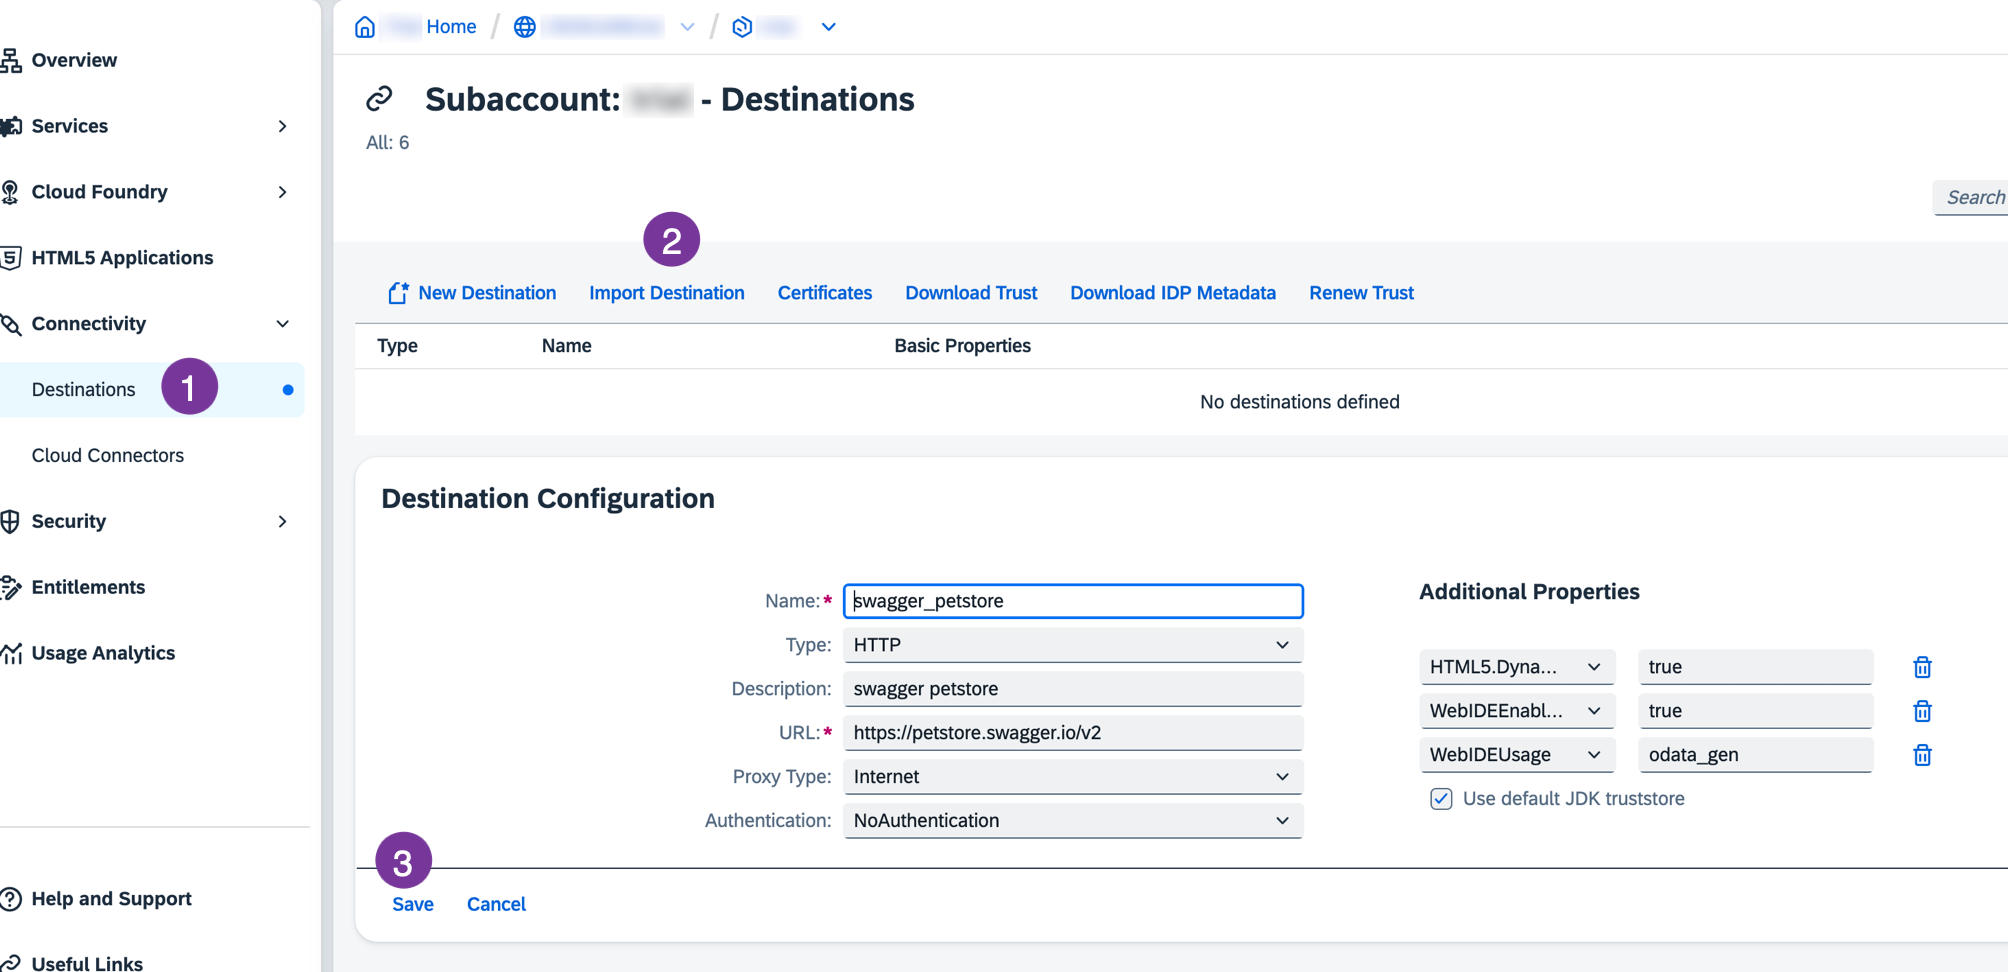 Home / /
Subaccount: - Destinations
All: 6
Search
Overview
Services
Cloud Foundry
HTML5 Applications
Connectivity
Destinations 1
Cloud Connectors
Security
Entitlements
Usage Analytics
Help and Support
Useful Links
2
New Destination Import Destination Certificates Download Trust Download IDP Metadata Renew Trust
Type Name Basic Properties
No destinations defined
Destination Configuration
Name:* swagger_petstore
Type: HTTP
Description: swagger petstore
URL:* https://petstore.swagger.io/v2
Proxy Type: Internet
Authentication: NoAuthentication
Additional Properties
HTML5.Dyna... true
WebIDEEnabl... true
WebIDEUsage odata_gen
Use default JDK truststore
3
Save Cancel